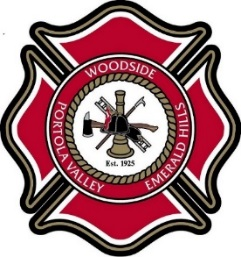 WOODSIDE
PORTOLA VALLEY
EMERALD HILLS
Est. 1925